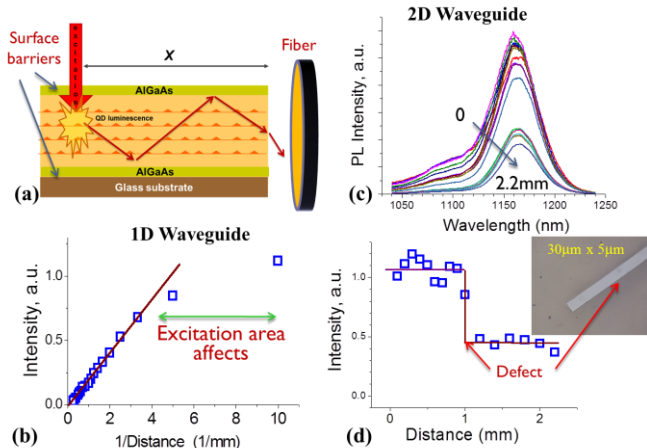 Surface
barriers
Excitation
X
Fiber
AlGaAs
QD luminescence
AlGaAs
Glass substrate
(a)
2D Waveguide
PL Intensity, a.u.
0
2.2mm
(c)
1050 1100 1150 1200 1250
Wavelength (nm)
1D Waveguide
Intensity, a.u.
1.0
0.5
0.0
Excitation area
affects
0 2 4 6 8 10
1/Distance (1/mm)
(b)
Intensity, a.u.
1.0
0.5
0.0
30μm x 5μm
Defect
0 1 2
Distance (mm)
(d)